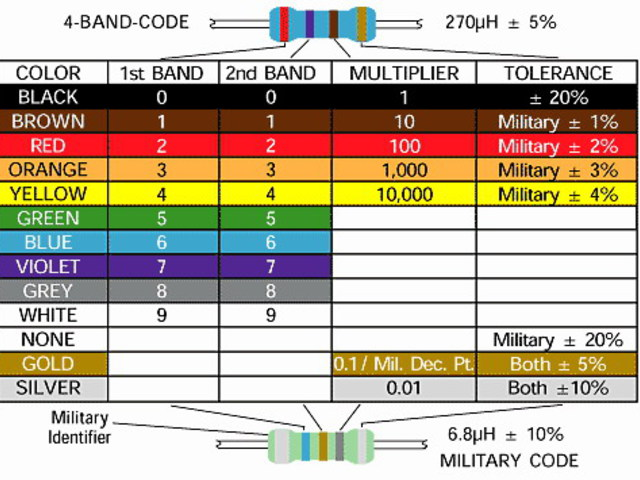 4-BAND-CODE 270µH ± 5%
COLOR 1st BAND 2nd BAND MULTIPLIER TOLERANCE
BLACK 0 0 1 ± 20%
BROWN 1 1 10 Military ± 1%
RED 2 2 100 Military ± 2%
ORANGE 3 3 1,000 Military ± 3%
YELLOW 4 4 10,000 Military ± 4%
GREEN 5 5
BLUE 6 6
VIOLET 7 7
GREY 8 8
WHITE 9 9
NONE Military ± 20%
GOLD 0.1/ Mil. Dec. Pt. Both ± 5%
SILVER 0.01 Both ±10%
Military
Identifier
6.8µH ± 10%
MILITARY CODE